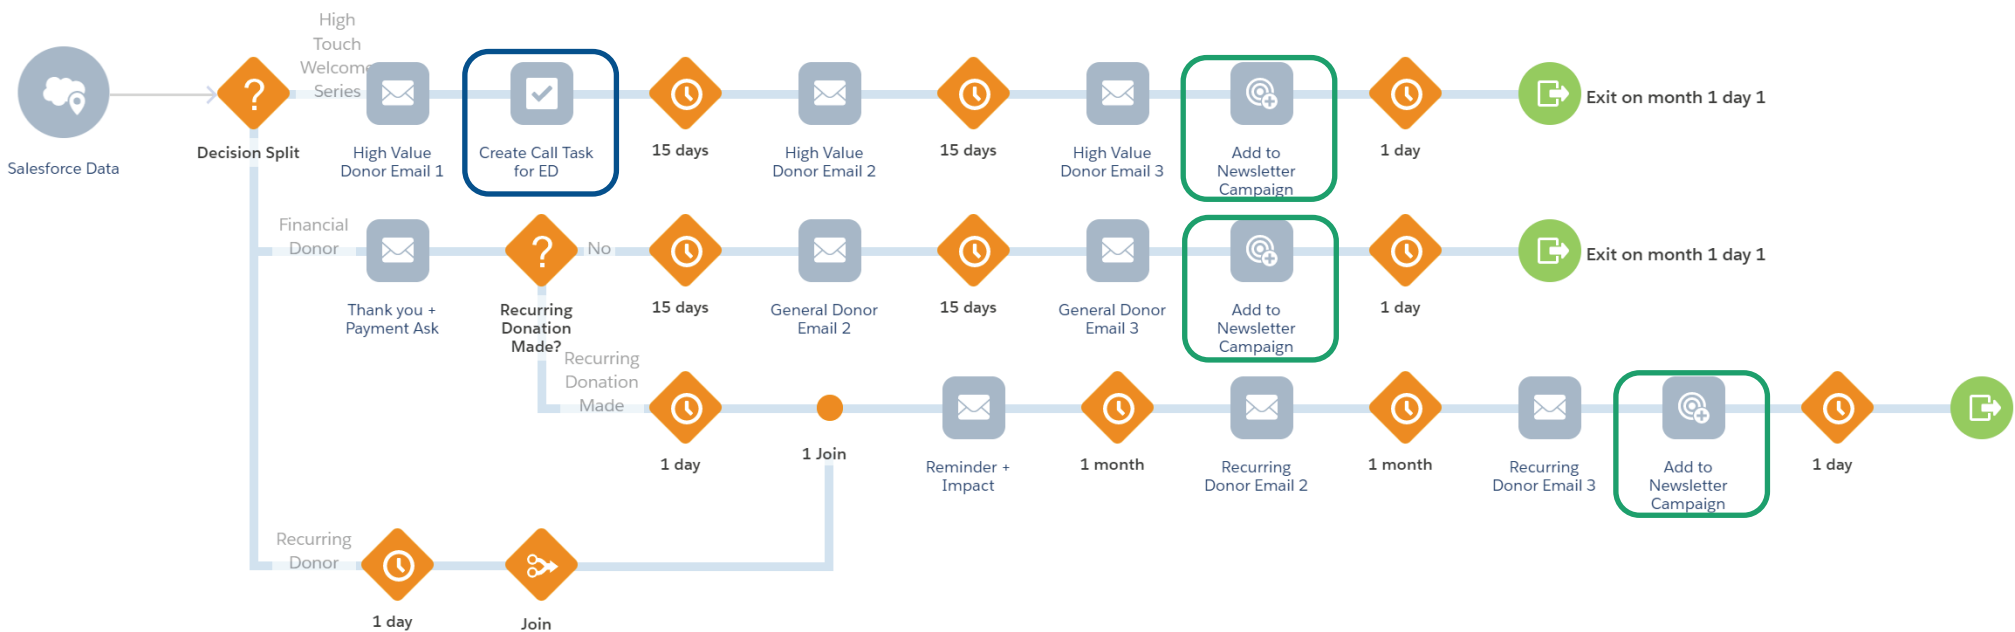 High
Touch
Welcome
Series
Salesforce Data
Decision Split
High Value
Donor Email 1
Create Call Task
for ED
15 days
High Value
Donor Email 2
15 days
High Value
Donor Email 3
Add to
Newsletter
Campaign
1 day
Exit on month 1 day 1
Financial
Donor
Thank you +
Payment Ask
Recurring
Donation
Made?
No
15 days
General Donor
Email 2
15 days
General Donor
Email 3
Add to
Newsletter
Campaign
1 day
Exit on month 1 day 1
Recurring
Donation
Made
1 day
1 Join
Reminder +
Impact
1 month
Recurring
Donor Email 2
1 month
Recurring
Donor Email 3
Add to
Newsletter
Campaign
1 day
Recurring
Donor
1 day
Join